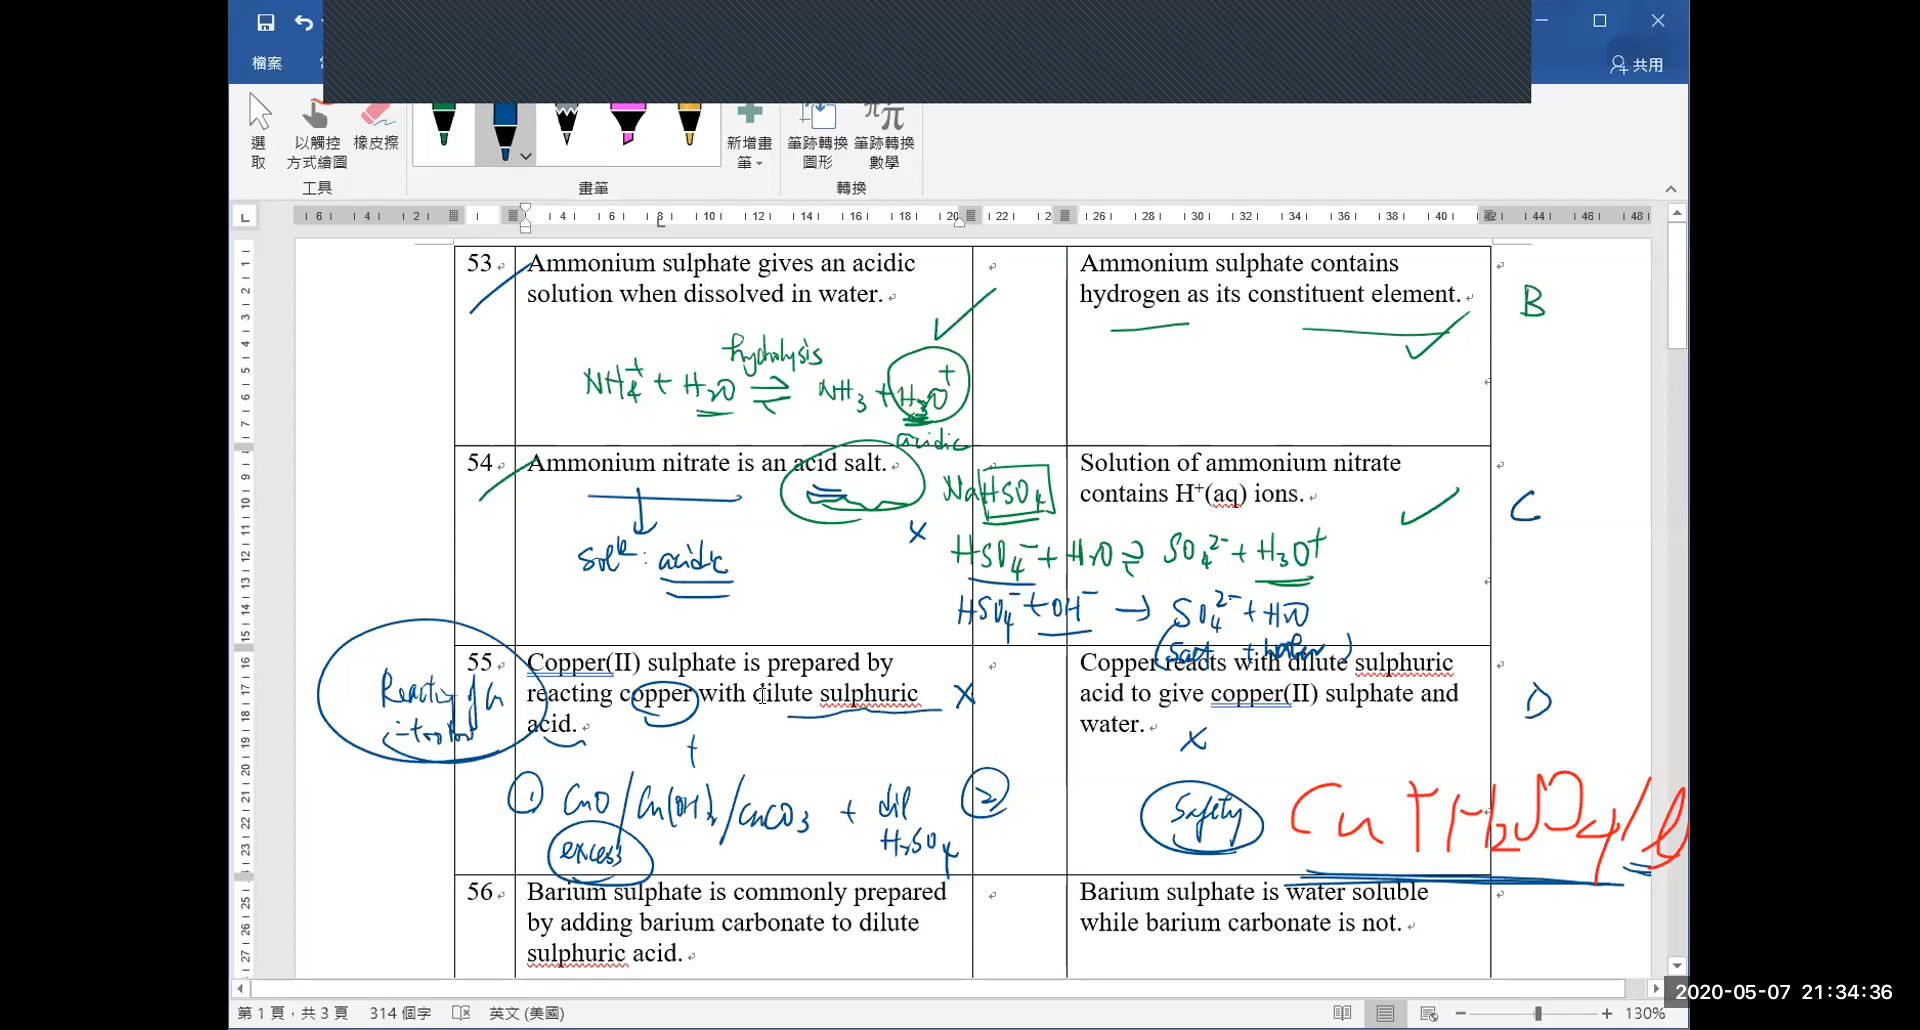 檔案
共用
選取
以觸控方式繪圖
橡皮擦
新增畫筆
筆跡轉換圖形
筆跡轉換數學
工具
畫筆
轉換
53
Ammonium sulphate gives an acidic
solution when dissolved in water.
Ammonium sulphate contains
hydrogen as its constituent element.
B
hydrolysis
NH4+ + H2O ⇌ NH3 + H3O+
acidic
54
Ammonium nitrate is an acid salt.
Solution of ammonium nitrate
contains H+(aq) ions.
C
NaHSO4
sol : acidic
HSO4- + H2O ⇌ SO4 2- + H3O+
HSO4- + OH- → SO4 2- + H2O
(salt + water)
55
Copper(II) sulphate is prepared by
reacting copper with dilute sulphuric
acid.
Copper reacts with dilute sulphuric
acid to give copper(II) sulphate and
water.
D
① CuO / Cu(OH)2 / CuCO3 + dil
H2SO4
excess
②
Safety
Cu + H2SO4 /
56
Barium sulphate is commonly prepared
by adding barium carbonate to dilute
sulphuric acid.
Barium sulphate is water soluble
while barium carbonate is not.
第 1 頁，共 3 頁 314 個字 英文 (美國) 130%
2020-05-07 21:34:36